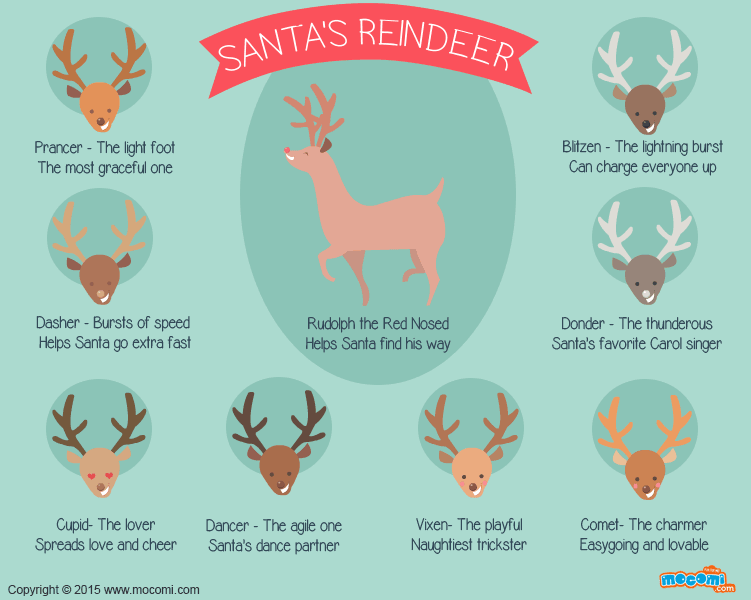 SANTA'S REINDEER
Prancer - The light foot
The most graceful one
Blitzen - The lightning burst
Can charge everyone up
Dasher - Bursts of speed
Helps Santa go extra fast
Rudolph the Red Nosed
Helps Santa find his way
Donder - The thunderous
Santa's favorite Carol singer
Cupid- The lover
Spreads love and cheer
Dancer - The agile one
Santa's dance partner
Vixen- The playful
Naughtiest trickster
Comet- The charmer
Easygoing and lovable
Copyright © 2015 www.mocomi.com
mocomi
.com